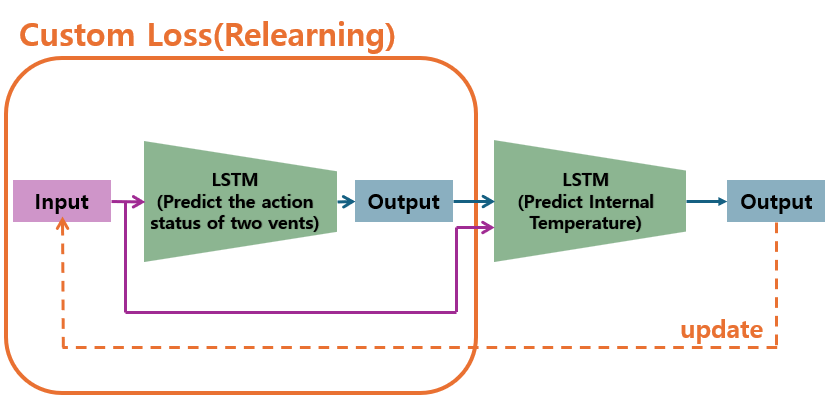 Custom Loss(Relearning)
Input
LSTM
(Predict the action
status of two vents)
Output
LSTM
(Predict Internal
Temperature)
Output
update